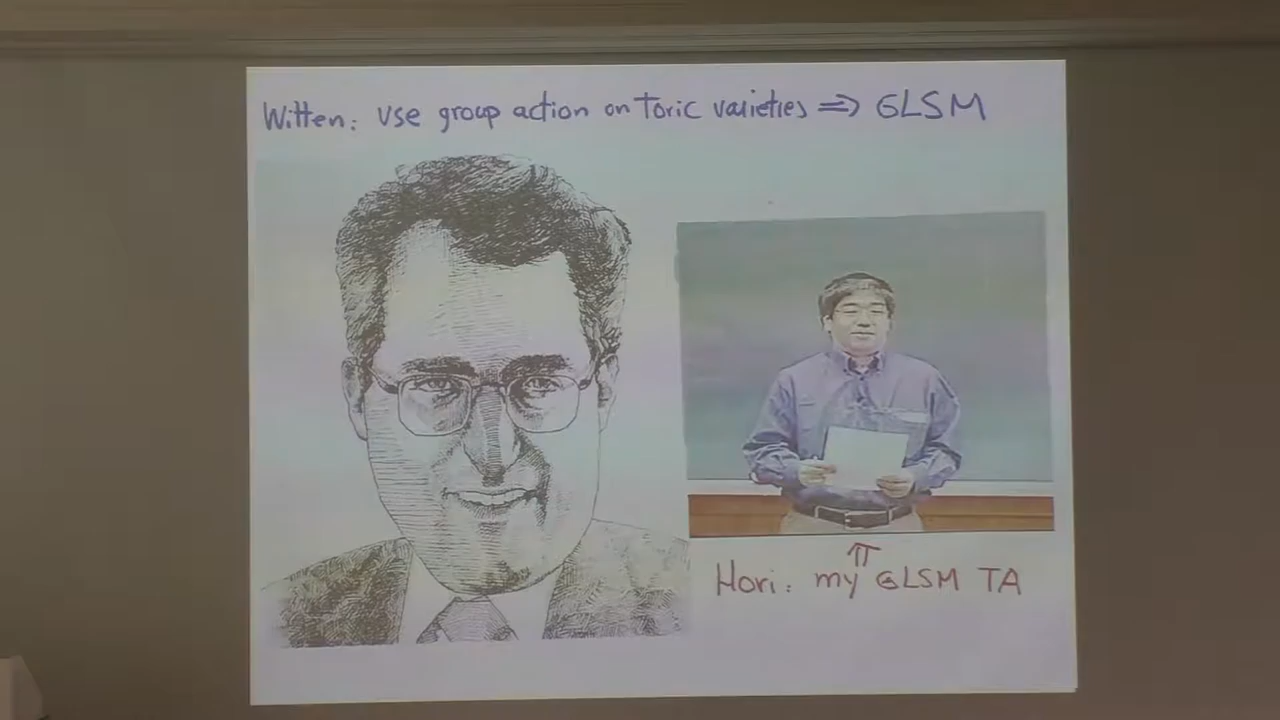 Witten: Use group action on Toric varieties => GLSM
Hori: my GLSM TA